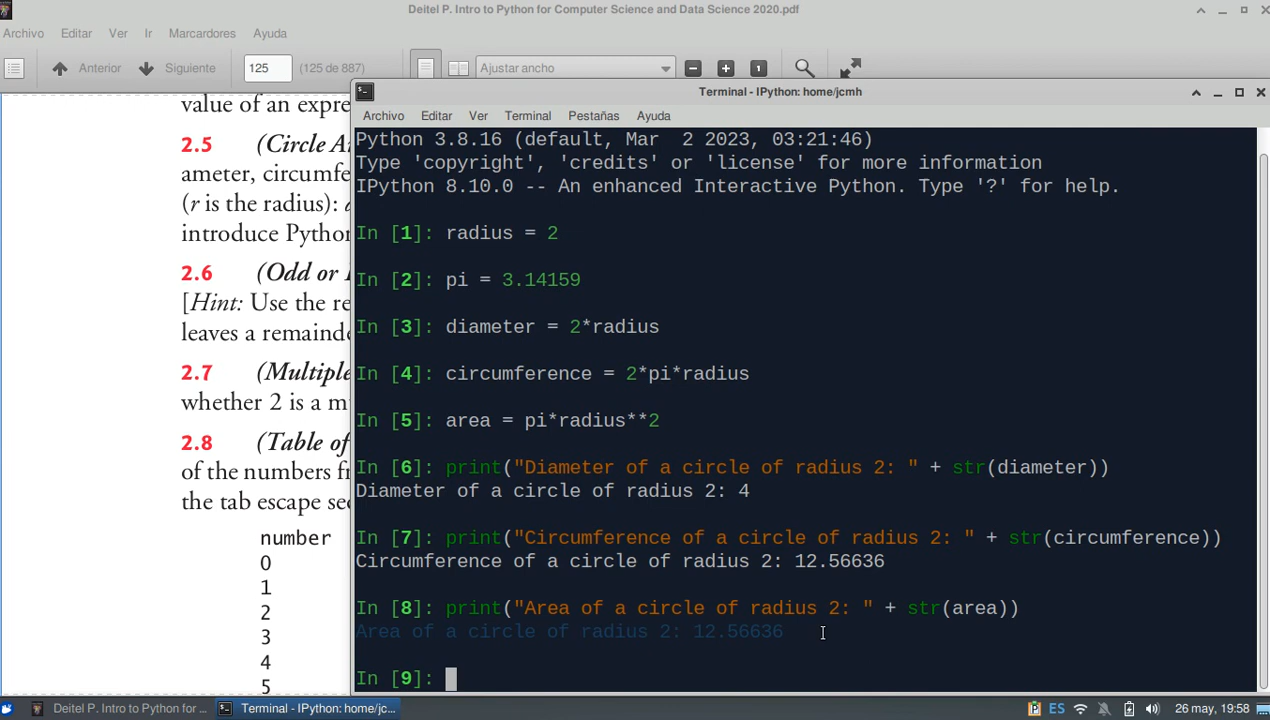 Deitel P. Intro to Python for Computer Science and Data Science 2020.pdf
Archivo Editar Ver Ir Marcadores Ayuda
Anterior Siguiente 125 (125 de 887) Ajustar ancho
value of an expre
2.5 (Circle Ar
ameter, circumfe
(r is the radius):
introduce Python
2.6 (Odd or
[Hint: Use the re
leaves a remainde
2.7 (Multiple
whether 2 is a mu
2.8 (Table of
of the numbers fr
the tab escape seq
number
0
1
2
3
4
5
Terminal - IPython: home/jcmh
Archivo Editar Ver Terminal Pestañas Ayuda
Python 3.8.16 (default, Mar  2 2023, 03:21:46)
Type 'copyright', 'credits' or 'license' for more information
IPython 8.10.0 -- An enhanced Interactive Python. Type '?' for help.
In [1]: radius = 2
In [2]: pi = 3.14159
In [3]: diameter = 2*radius
In [4]: circumference = 2*pi*radius
In [5]: area = pi*radius**2
In [6]: print("Diameter of a circle of radius 2: " + str(diameter))
Diameter of a circle of radius 2: 4
In [7]: print("Circumference of a circle of radius 2: " + str(circumference))
Circumference of a circle of radius 2: 12.56636
In [8]: print("Area of a circle of radius 2: " + str(area))
Area of a circle of radius 2: 12.56636
In [9]:
Deitel P. Intro to Python for ... Terminal - IPython: home/jc... ES 26 may, 19:58